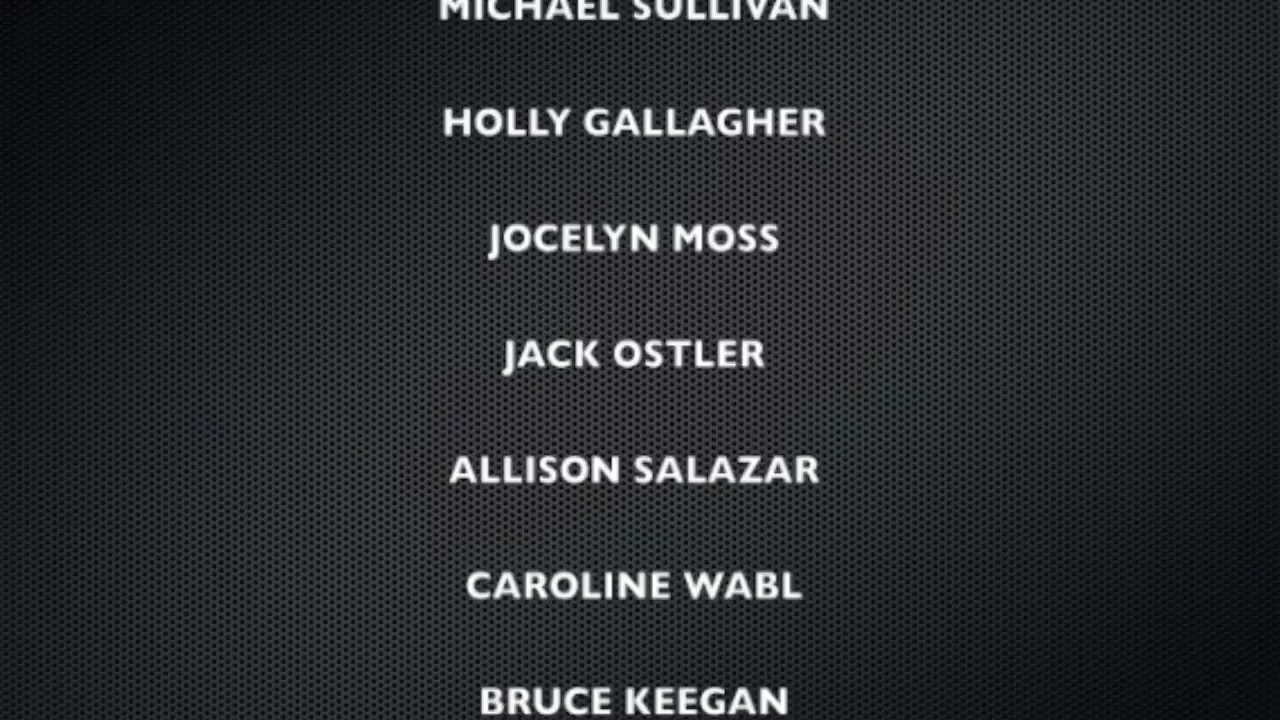 MICHAEL SULLIVAN
HOLLY GALLAGHER
JOCELYN MOSS
JACK OSTLER
ALLISON SALAZAR
CAROLINE WABL
BRUCE KEEGAN